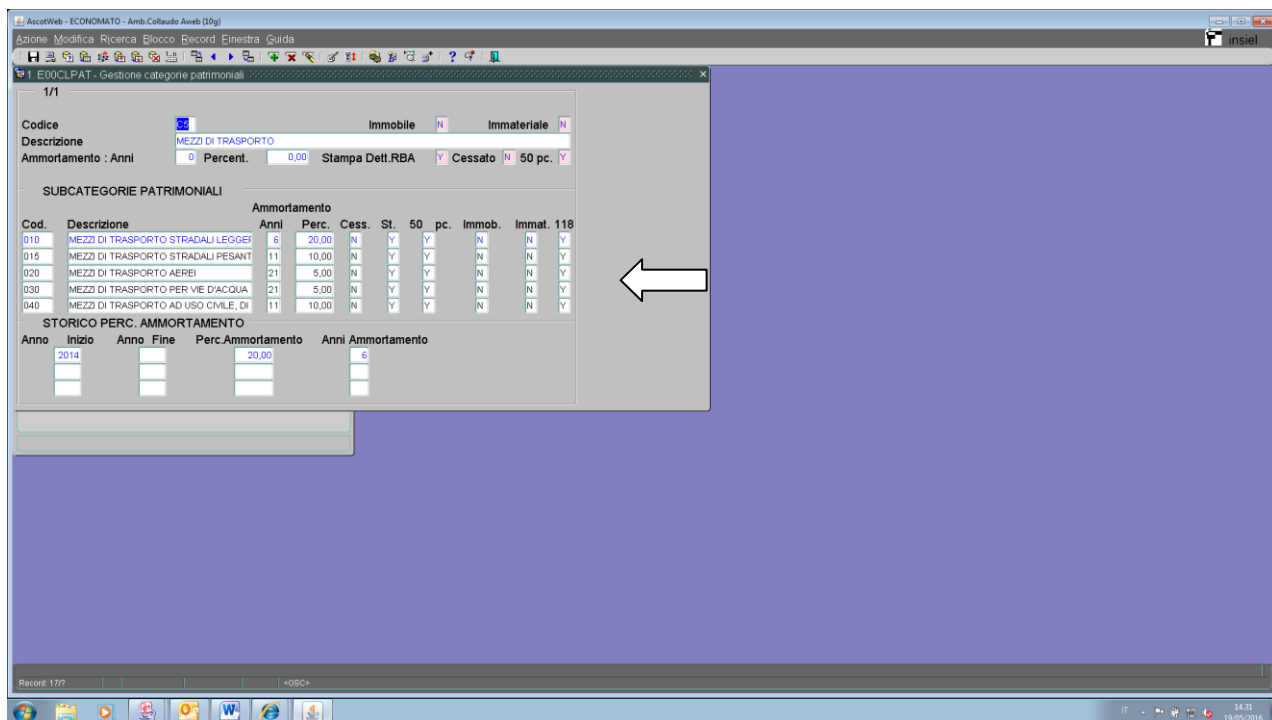 AscotWeb - ECONOMATO - Amb.Collaudo Aweb [10g]
Azione Modifica Ricerca Blocco Record Finestra Guida
insiel
1. E00CLPAT - Gestione categorie patrimoniali
1/1
Codice C5 Immobile N Immateriale N
Descrizione MEZZI DI TRASPORTO
Ammortamento : Anni 0 Percent. 0,00 Stampa Dett.RBA Y Cessato N 50 pc. Y
SUBCATEGORIE PATRIMONIALI
Ammortamento
Cod. Descrizione Anni Perc. Cess. St. 50 pc. Immob. Immat. 118
010 MEZZI DI TRASPORTO STRADALI LEGGER 6 20,00 N Y Y N N Y
015 MEZZI DI TRASPORTO STRADALI PESANT 11 10,00 N Y Y N N Y
020 MEZZI DI TRASPORTO AEREI 21 5,00 N Y Y N N Y
030 MEZZI DI TRASPORTO PER VIE D'ACQUA 21 5,00 N Y Y N N Y
040 MEZZI DI TRASPORTO AD USO CIVILE, DI 11 10,00 N Y Y N N Y
STORICO PERC. AMMORTAMENTO
Anno Inizio Anno Fine Perc.Ammortamento Anni Ammortamento
2014 20,00 6
Record: 17/? <OSC>
IT 14.31
19/05/2016